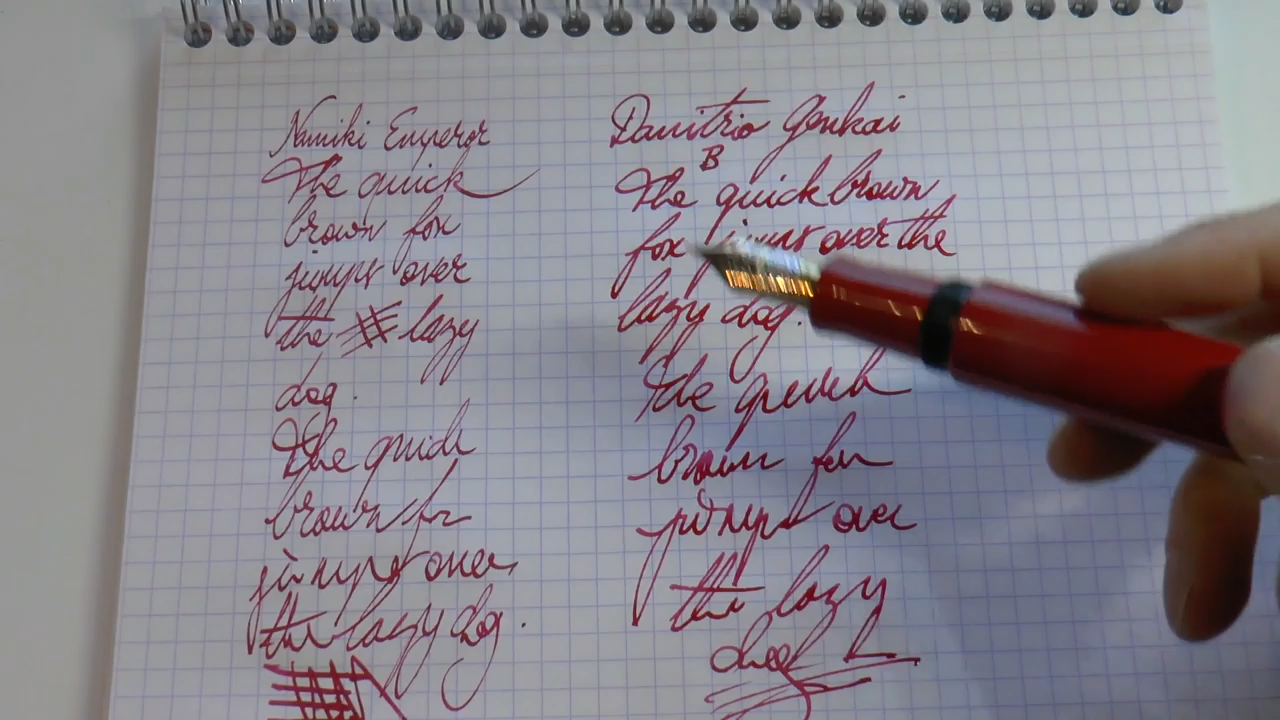 Namiki Emperor
The quick
brown fox
jumps over
the lazy
dog.
The quick
brown fox
jumps over
the lazy dog.
Danitrio Genkai
B
The quick brown
fox jumps over the
lazy dog.
The quick
brown fox
jumps over
the lazy
dog